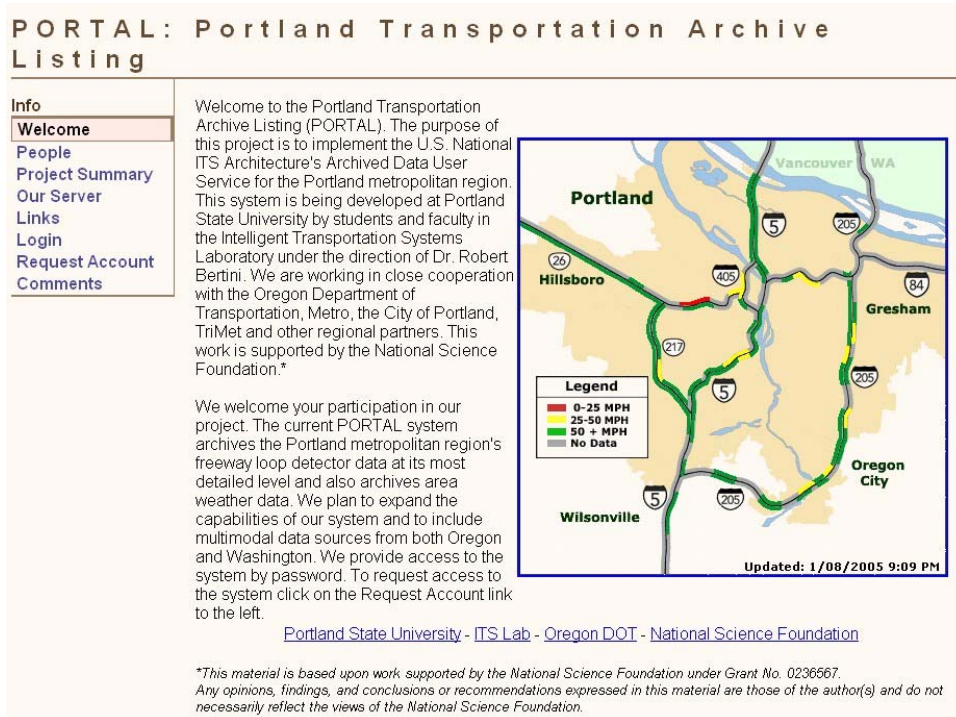 PORTAL: Portland Transportation Archive
Listing
Info
Welcome
People
Project Summary
Our Server
Links
Login
Request Account
Comments
Welcome to the Portland Transportation
Archive Listing (PORTAL). The purpose of
this project is to implement the U.S. National
ITS Architecture's Archived Data User
Service for the Portland metropolitan region.
This system is being developed at Portland
State University by students and faculty in
the Intelligent Transportation Systems
Laboratory under the direction of Dr. Robert
Bertini. We are working in close cooperation
with the Oregon Department of
Transportation, Metro, the City of Portland,
TriMet and other regional partners. This
work is supported by the National Science
Foundation.*
We welcome your participation in our
project. The current PORTAL system
archives the Portland metropolitan region's
freeway loop detector data at its most
detailed level and also archives area
weather data. We plan to expand the
capabilities of our system and to include
multimodal data sources from both Oregon
and Washington. We provide access to the
system by password. To request access to
the system click on the Request Account link
to the left.
Vancouver WA
Portland
5
205
26
Hillsboro
405
84
Gresham
217
205
5
Legend
0-25 MPH
25-50 MPH
50 + MPH
No Data
Oregon
City
5
205
Wilsonville
Updated: 1/08/2005 9:09 PM
Portland State University - ITS Lab - Oregon DOT - National Science Foundation
*This material is based upon work supported by the National Science Foundation under Grant No. 0236567.
Any opinions, findings, and conclusions or recommendations expressed in this material are those of the author(s) and do not
necessarily reflect the views of the National Science Foundation.